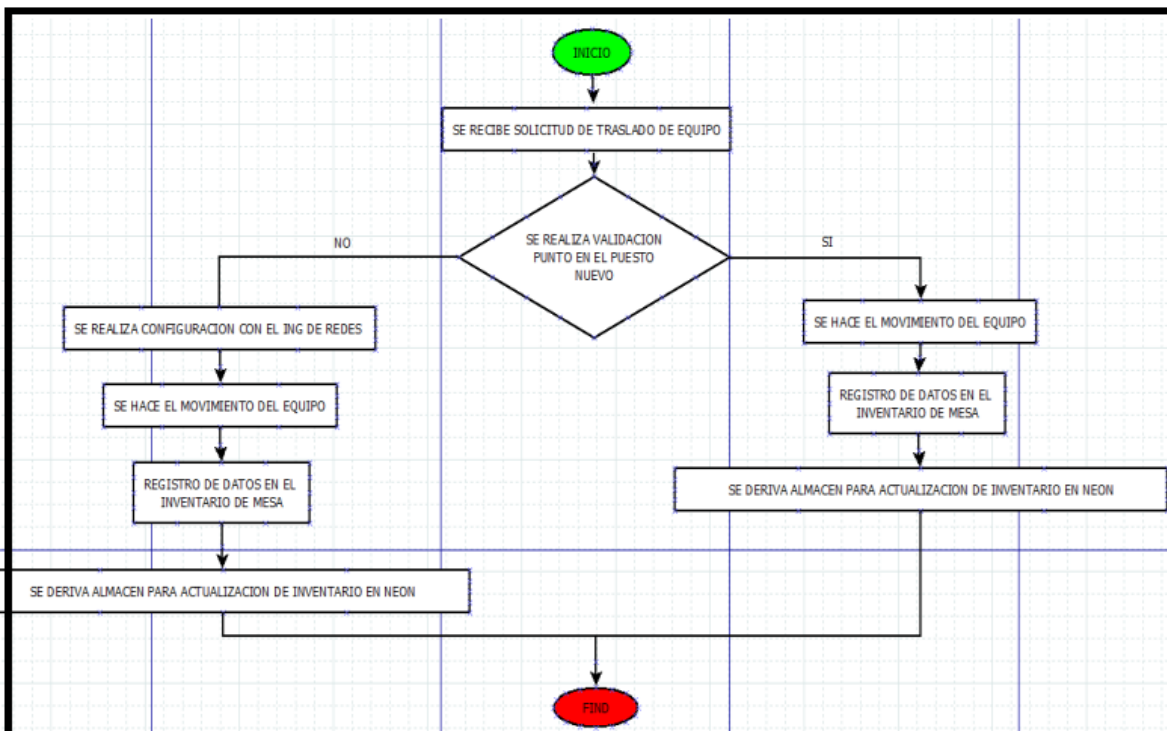 INICIO
SE RECIBE SOLICITUD DE TRASLADO DE EQUIPO
SE REALIZA VALIDACION
PUNTO EN EL PUESTO
NUEVO
NO
SI
SE REALIZA CONFIGURACION CON EL ING DE REDES
SE HACE EL MOVIMIENTO DEL EQUIPO
REGISTRO DE DATOS EN EL
INVENTARIO DE MESA
SE DERIVA ALMACEN PARA ACTUALIZACION DE INVENTARIO EN NEON
SE HACE EL MOVIMIENTO DEL EQUIPO
REGISTRO DE DATOS EN EL
INVENTARIO DE MESA
SE DERIVA ALMACEN PARA ACTUALIZACION DE INVENTARIO EN NEON
FIND